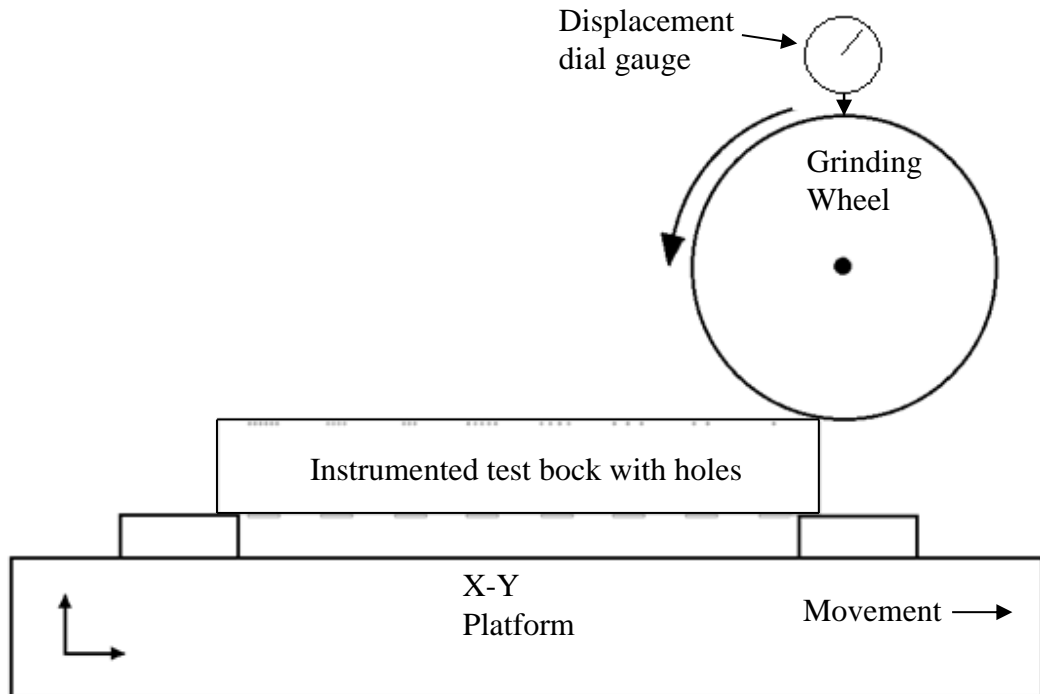 Displacement
dial gauge
Grinding
Wheel
Instrumented test bock with holes
X-Y
Platform
Movement